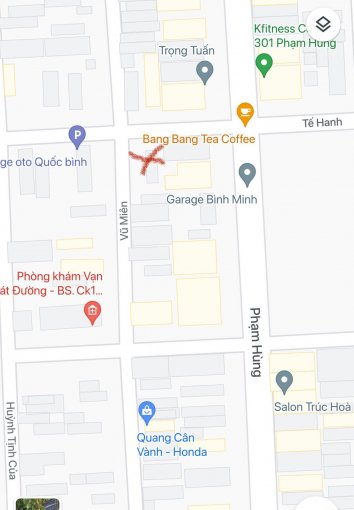 Kfitness C
301 Phạm Hùng
Trọng Tuấn
Bang Bang Tea Coffee
Tế Hanh
P
ge oto Quốc bình
Garage Bình Minh
Vũ Miên
Phòng khám Vạn
át Đường - BS. Ck1...
Phạm Hùng
Huỳnh Tịnh Của
Salon Trúc Hoà
Quang Cân
Vành - Honda